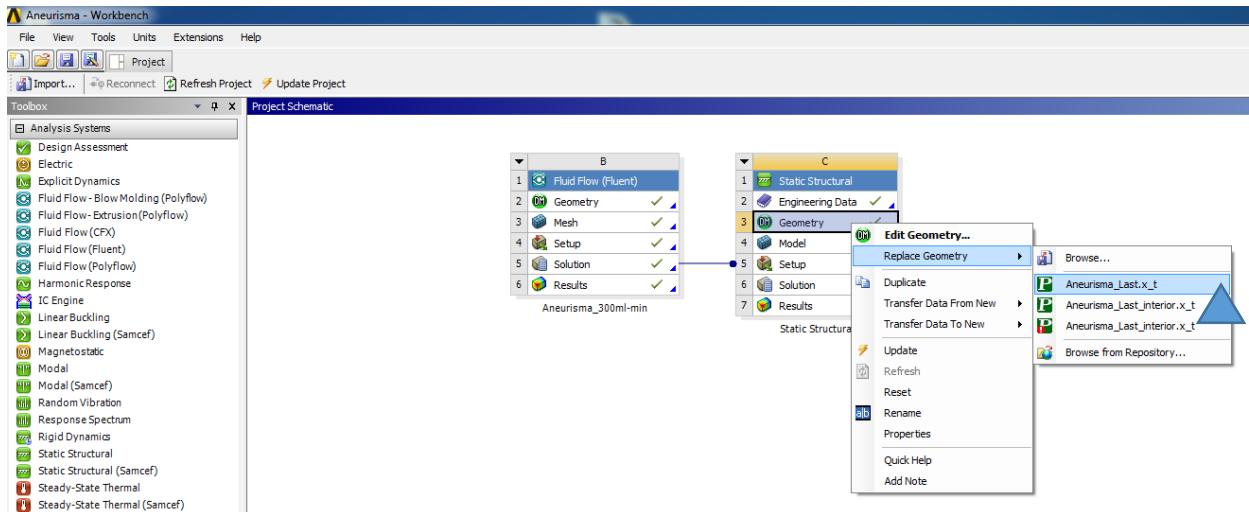 Aneurisma - Workbench
File View Tools Units Extensions Help
Project
Import... Reconnect Refresh Project Update Project
Toolbox
Project Schematic
Analysis Systems
Design Assessment
Electric
Explicit Dynamics
Fluid Flow - Blow Molding (Polyflow)
Fluid Flow - Extrusion (Polyflow)
Fluid Flow (CFX)
Fluid Flow (Fluent)
Fluid Flow (Polyflow)
Harmonic Response
IC Engine
Linear Buckling
Linear Buckling (Samcef)
Magnetostatic
Modal
Modal (Samcef)
Random Vibration
Response Spectrum
Rigid Dynamics
Static Structural
Static Structural (Samcef)
Steady-State Thermal
Steady-State Thermal (Samcef)
B
1 Fluid Flow (Fluent)
2 Geometry
3 Mesh
4 Setup
5 Solution
6 Results
Aneurisma_300ml-min
C
1 Static Structural
2 Engineering Data
3 Geometry
4 Model
5 Setup
6 Solution
7 Results
Static Structura
Edit Geometry...
Replace Geometry
Duplicate
Transfer Data From New
Transfer Data To New
Update
Refresh
Reset
Rename
Properties
Quick Help
Add Note
Browse...
Aneurisma_Last.x_t
Aneurisma_Last_interior.x_t
Aneurisma_Last_interior.x_t
Browse from Repository...